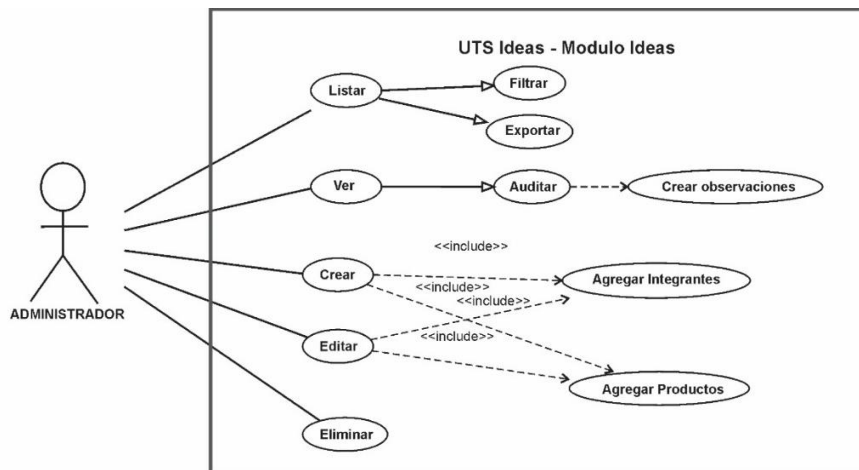 UTS Ideas - Modulo Ideas
Listar
Filtrar
Exportar
Ver
Auditar
Crear observaciones
<<include>>
Crear
Agregar Integrantes
<<include>>
<<include>>
ADMINISTRADOR
<<include>>
Editar
Agregar Productos
Eliminar